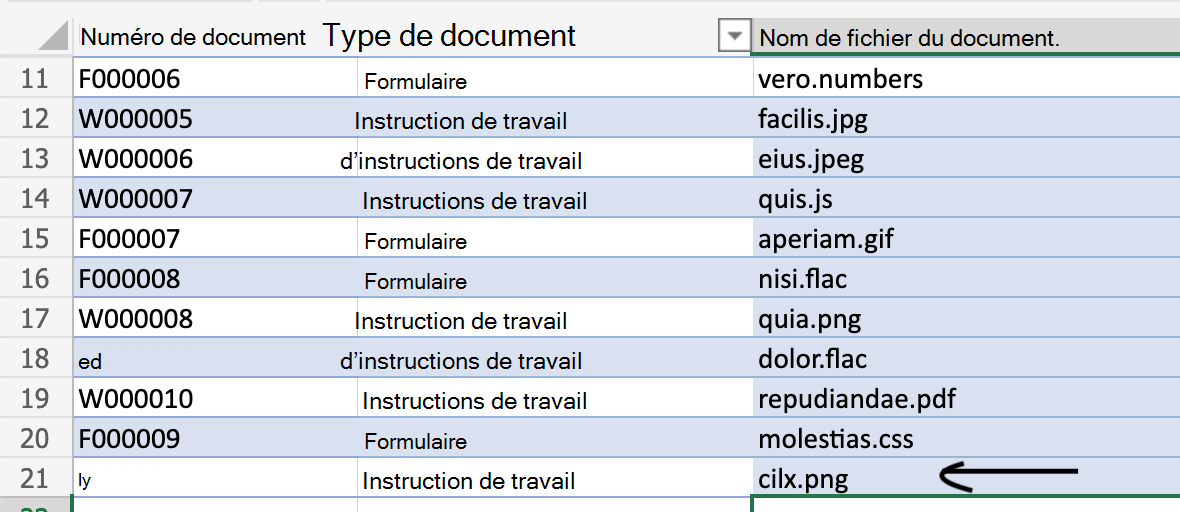 Numéro de document Type de document Nom de fichier du document.
11 F000006 Formulaire vero.numbers
12 W000005 Instruction de travail facilis.jpg
13 W000006 d’instructions de travail eius.jpeg
14 W000007 Instructions de travail quis.js
15 F000007 Formulaire aperiam.gif
16 F000008 Formulaire nisi.flac
17 W000008 Instruction de travail quia.png
18 ed d’instructions de travail dolor.flac
19 W000010 Instructions de travail repudiandae.pdf
20 F000009 Formulaire molestias.css
21 ly Instruction de travail cilx.png